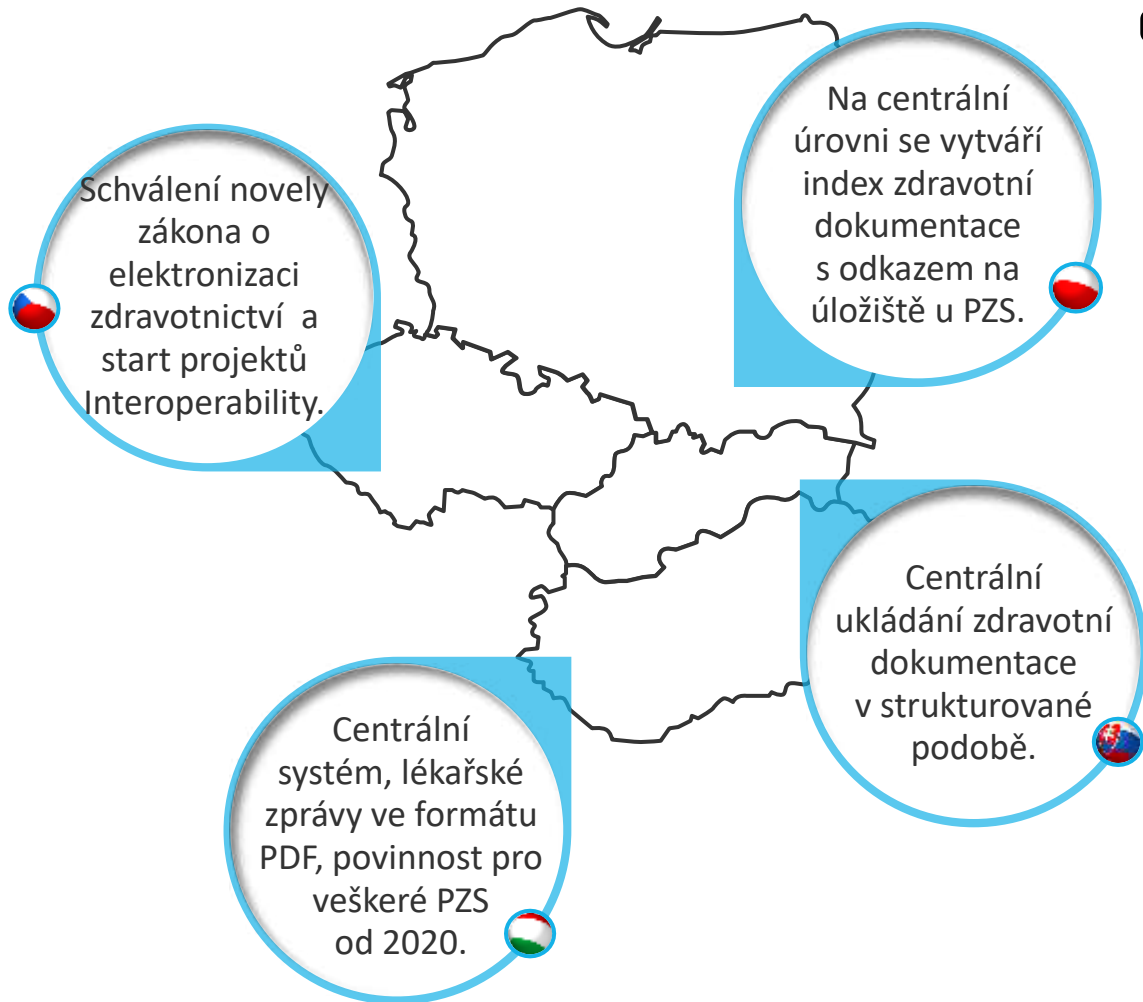 Na centrální
úrovni se vytváří
index zdravotní
dokumentace
s odkazem na
úložiště u PZS.
Schválení novely
zákona o
elektronizaci
zdravotnictví a
start projektů
Interoperability.
Centrální
ukládání zdravotní
dokumentace
v strukturované
podobě.
Centrální
systém, lékařské
zprávy ve formátu
PDF, povinnost pro
veškeré PZS
od 2020.